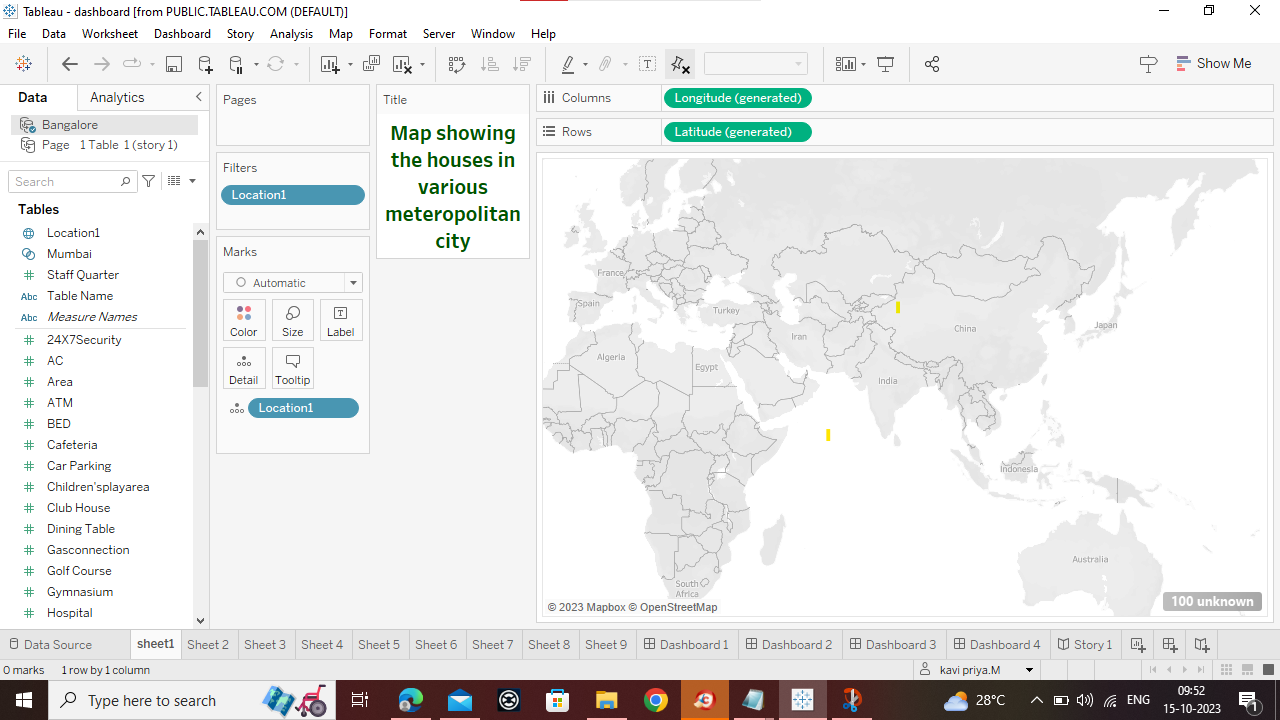 Tableau - dashboard [from PUBLIC.TABLEAU.COM (DEFAULT)]
File Data Worksheet Dashboard Story Analysis Map Format Server Window Help
Show Me
Data Analytics
Bangalore
Page 1 Table 1 (story 1)
Search
Tables
Location1
Mumbai
Staff Quarter
Abc Table Name
Abc Measure Names
24X7Security
AC
Area
ATM
BED
Cafeteria
Car Parking
Children'splayarea
Club House
Dining Table
Gasconnection
Golf Course
Gymnasium
Hospital
Pages
Filters
Location1
Marks
Automatic
Color Size Label
Detail Tooltip
Location1
Title
Map showing
the houses in
various
meteropolitan
city
Columns Longitude (generated)
Rows Latitude (generated)
France
Spain
Turkey
China
Japan
Iran
Algeria
Egypt
India
Indonesia
Australia
South
Africa
© 2023 Mapbox © OpenStreetMap
100 unknown
Data Source sheet1 Sheet 2 Sheet 3 Sheet 4 Sheet 5 Sheet 6 Sheet 7 Sheet 8 Sheet 9 Dashboard 1 Dashboard 2 Dashboard 3 Dashboard 4 Story 1
0 marks 1 row by 1 column kavi priya.M
Type here to search
28°C
ENG
09:52
15-10-2023
1